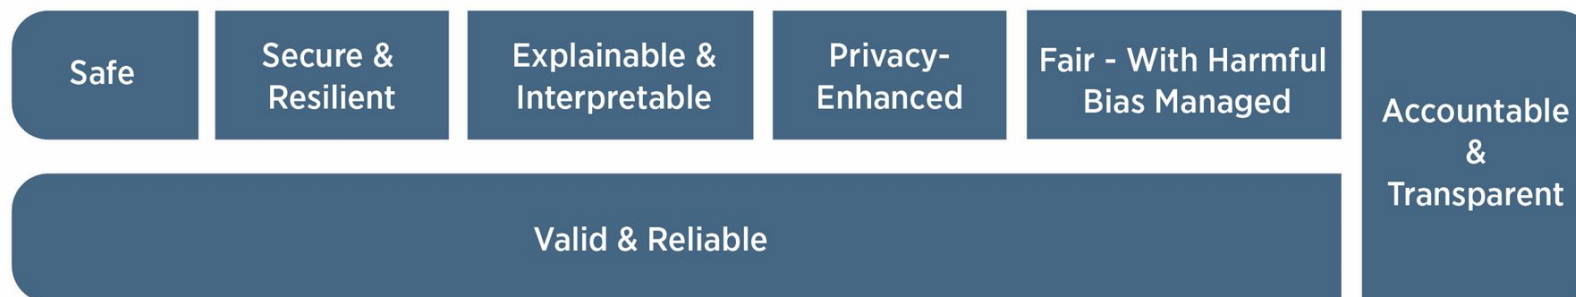 Safe
Secure &
Resilient
Explainable &
Interpretable
Privacy-
Enhanced
Fair - With Harmful
Bias Managed
Accountable
&
Transparent
Valid & Reliable